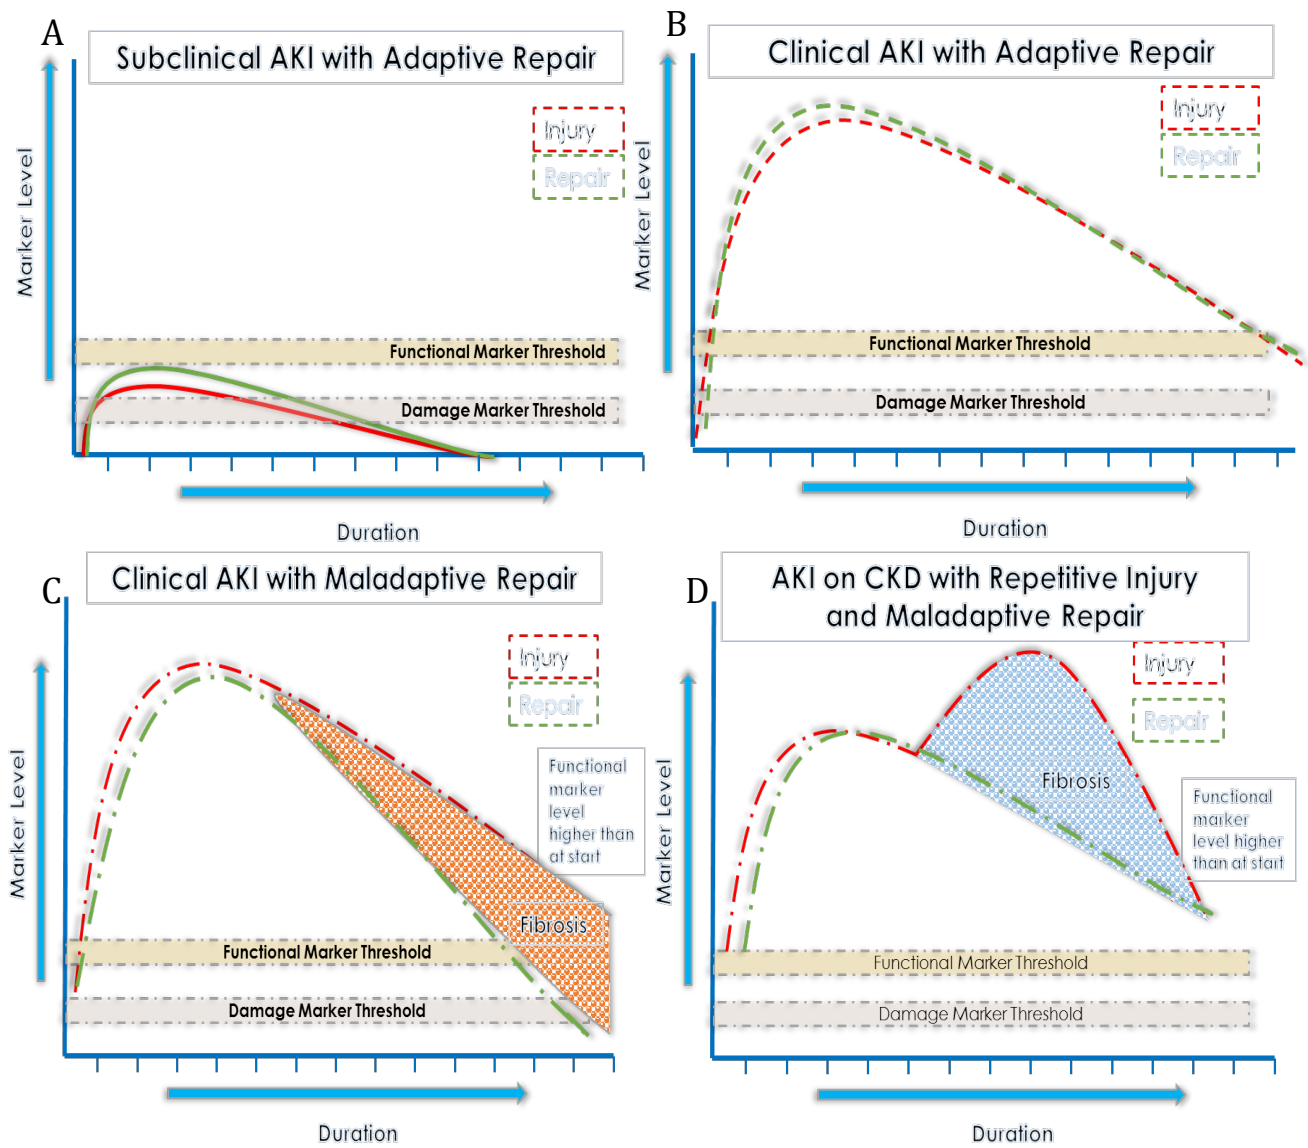 A
Subclinical AKI with Adaptive Repair
Injury
Repair
Marker Level
Functional Marker Threshold
Damage Marker Threshold
Duration
B
Clinical AKI with Adaptive Repair
Injury
Repair
Marker Level
Functional Marker Threshold
Damage Marker Threshold
Duration
C
Clinical AKI with Maladaptive Repair
Injury
Repair
Functional
marker
level
higher than
at start
Marker Level
Fibrosis
Functional Marker Threshold
Damage Marker Threshold
Duration
D
AKI on CKD with Repetitive Injury
and Maladaptive Repair
Injury
Repair
Fibrosis
Functional
marker
level higher
than at start
Marker Level
Functional Marker Threshold
Damage Marker Threshold
Duration